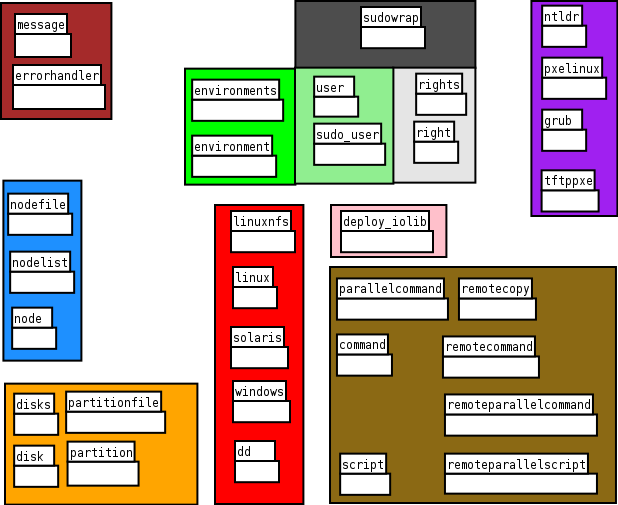 message
errorhandler
sudowrap
environments
environment
user
sudo_user
rights
right
ntldr
pxelinux
grub
tftppxe
nodefile
nodelist
node
linuxnfs
linux
solaris
windows
dd
deploy_iolib
parallelcommand
remotecopy
command
remotecommand
remoteparallelcommand
script
remoteparallelscript
disks
partitionfile
disk
partition